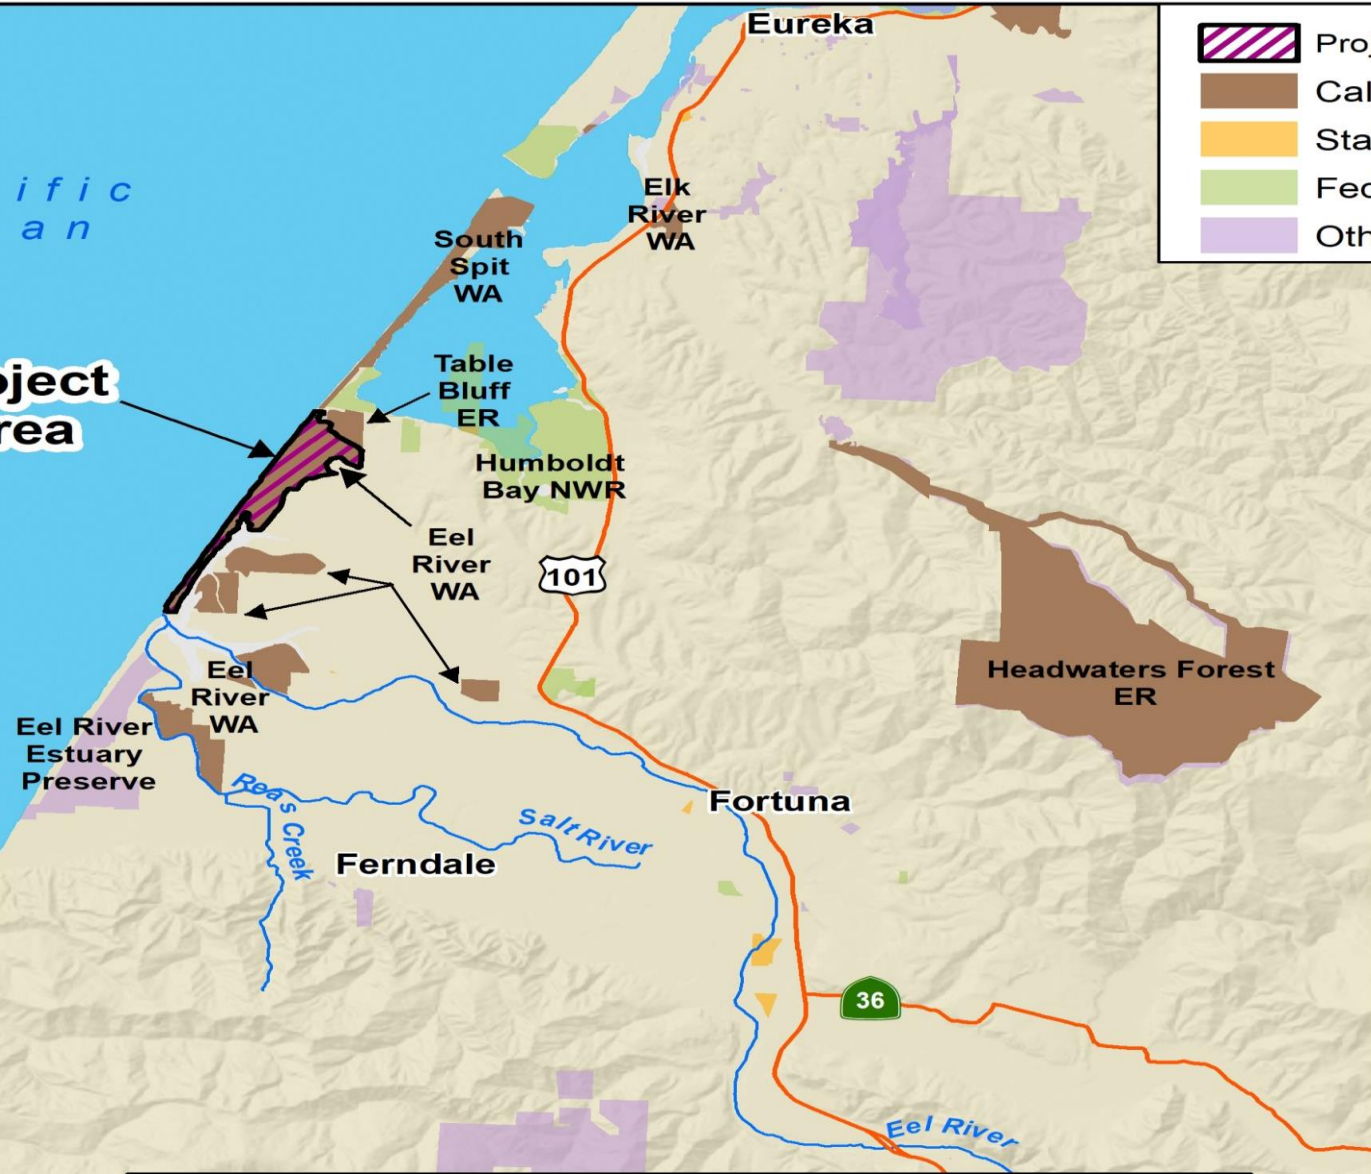 Eureka
Pro
Cal
Sta
Fed
Oth
ific
an
Elk
River
WA
South
Spit
WA
Table
Bluff
ER
oject
rea
Humboldt
Bay NWR
Eel
River
WA
101
Headwaters Forest
ER
Eel
River
WA
Eel River
Estuary
Preserve
Reas Creek
Salt River
Fortuna
Ferndale
36
Eel River